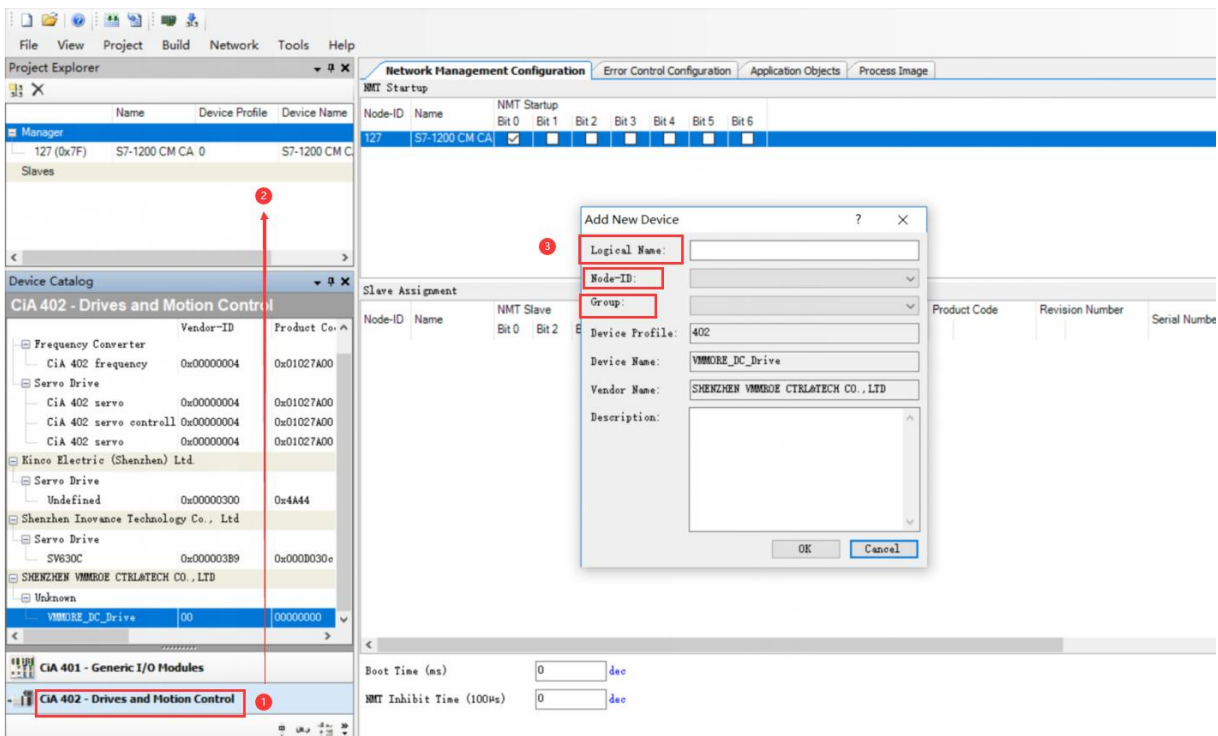 File View Project Build Network Tools Help
Project Explorer
Name Device Profile Device Name
Manager
127 (0x7F) S7-1200 CM CA 0 S7-1200 CM C
Slaves
2
Device Catalog
CiA 402 - Drives and Motion Control
Vendor-ID Product Co
Frequency Converter
CiA 402 frequency 0x00000004 0x01027A00
Servo Drive
CiA 402 servo 0x00000004 0x01027A00
CiA 402 servo controll 0x00000004 0x01027A00
CiA 402 servo 0x00000004 0x01027A00
Kinco Electric (Shenzhen) Ltd.
Servo Drive
Undefined 0x00000300 0x4A44
Shenzhen Inovance Technology Co., Ltd
Servo Drive
SV630C 0x000003B9 0x000D030c
SHENZHEN VMMROE CTRL&TECH CO.,LTD
Unknown
VMMORE_DC_Drive 00 00000000
CiA 401 - Generic I/O Modules
CiA 402 - Drives and Motion Control
1
Network Management Configuration Error Control Configuration Application Objects Process Image
NMT Startup
Node-ID Name NMT Startup
Bit 0 Bit 1 Bit 2 Bit 3 Bit 4 Bit 5 Bit 6
127 S7-1200 CM CA
Slave Assignment
Node-ID Name NMT Slave Product Code Revision Number Serial Numbe
Bit 0 Bit 2
Add New Device ? X
3
Logical Name:
Node-ID:
Group:
Device Profile: 402
Device Name: VMMORE_DC_Drive
Vendor Name: SHENZHEN VMMROE CTRL&TECH CO.,LTD
Description:
OK Cancel
Boot Time (ms) 0 dec
NMT Inhibit Time (100µs) 0 dec